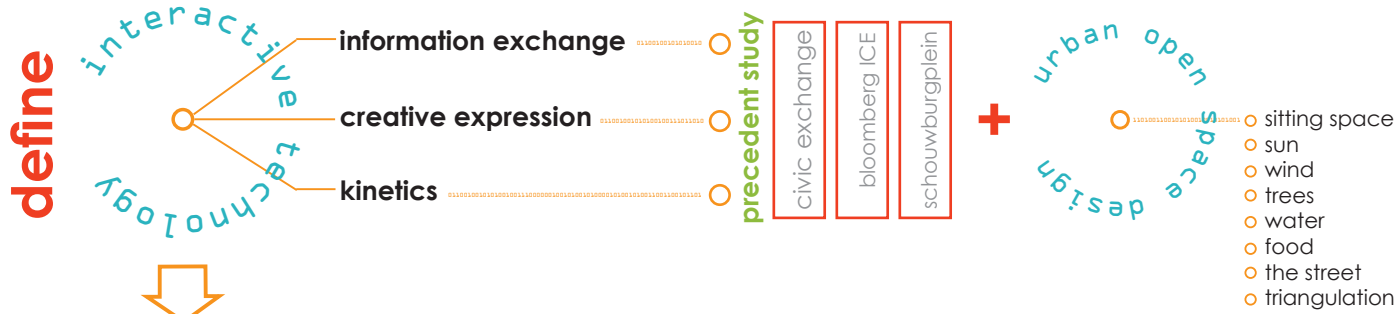 define
interactive technology
information exchange
creative expression
kinetics
precedent study
civic exchange
bloomberg ICE
schouwburgplein
+
urban open space design
sitting space
sun
wind
trees
water
food
the street
triangulation